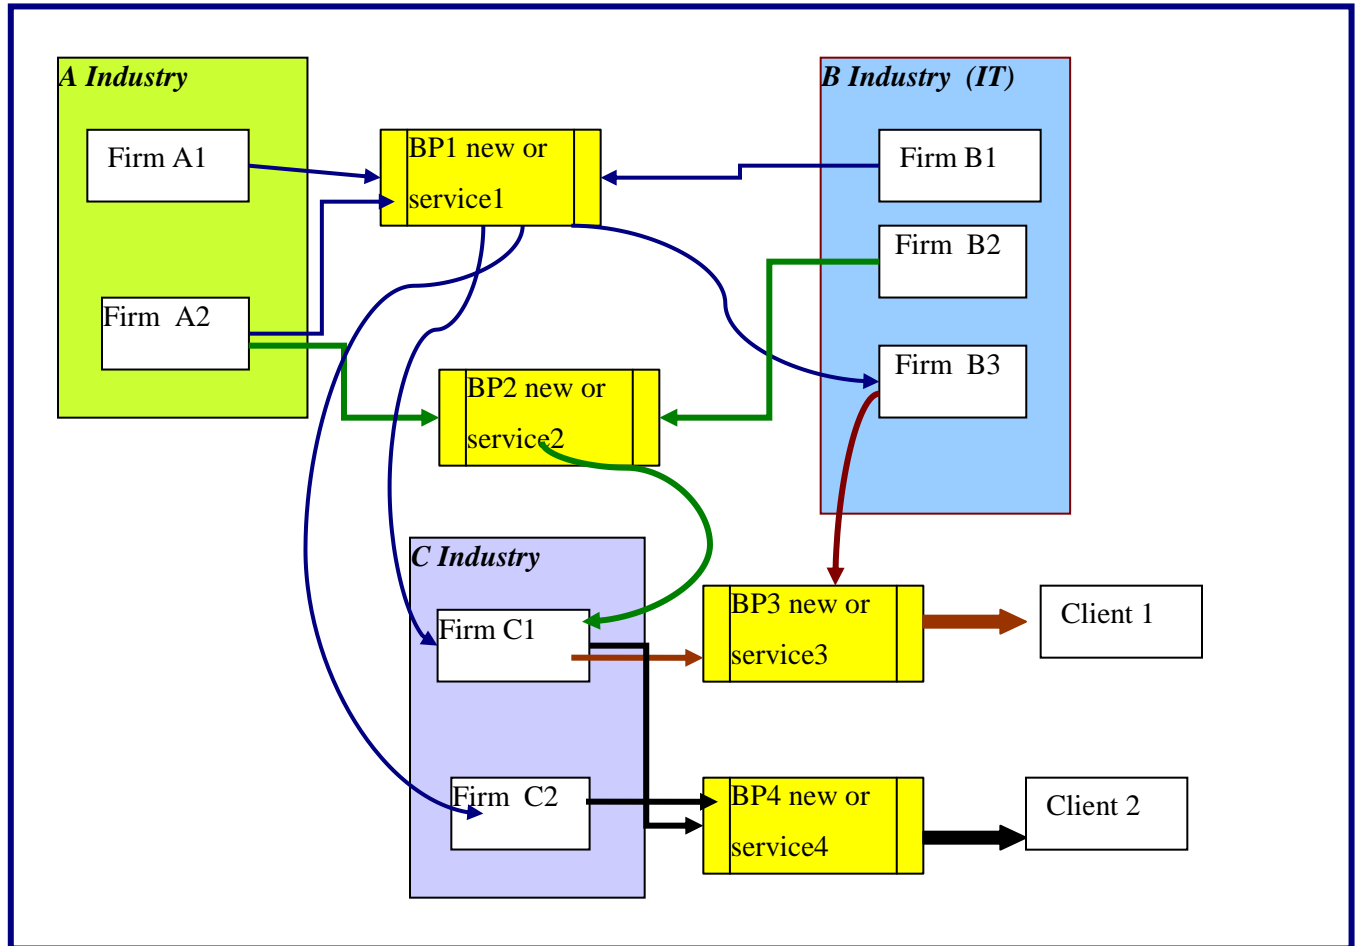 A Industry
Firm A1
Firm A2
BP1 new or
service1
B Industry (IT)
Firm B1
Firm B2
Firm B3
BP2 new or
service2
C Industry
Firm C1
Firm C2
BP3 new or
service3
Client 1
BP4 new or
service4
Client 2